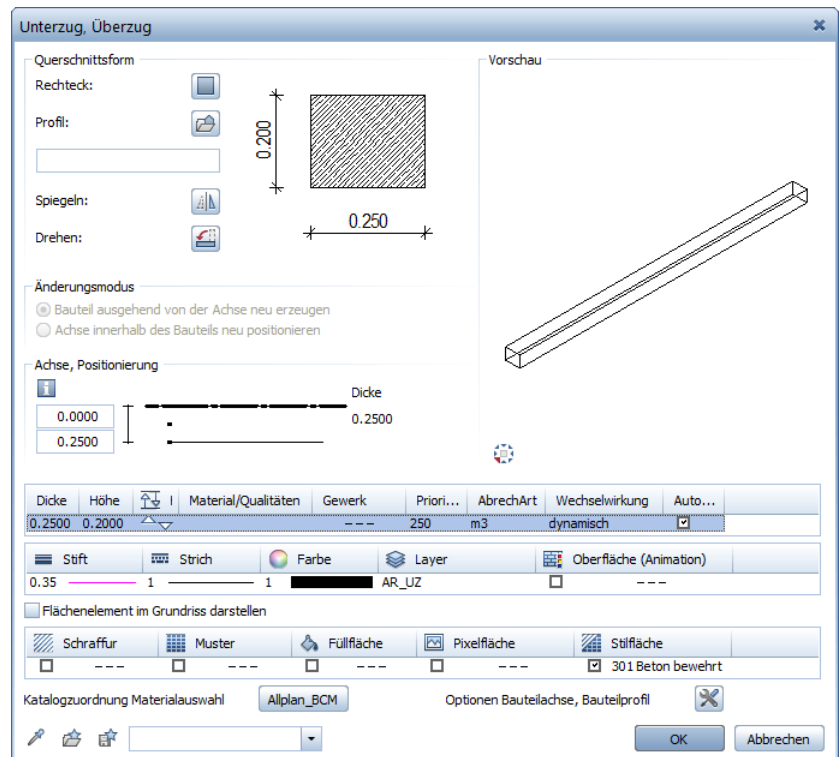 Unterzug, Überzug
Querschnittsform
Vorschau
Rechteck:
Profil:
0.200
Spiegeln:
Drehen:
0.250
Änderungsmodus
Bauteil ausgehend von der Achse neu erzeugen
Achse innerhalb des Bauteils neu positionieren
Achse, Positionierung
Dicke
0.0000
0.2500
0.2500
Dicke Höhe I Material/Qualitäten Gewerk Priori... AbrechArt Wechselwirkung Auto...
0.2500 0.2000 --- 250 m3 dynamisch
Stift Strich Farbe Layer Oberfläche (Animation)
0.35 1 1 AR_UZ ---
Flächenelement im Grundriss darstellen
Schraffur Muster Füllfläche Pixelfläche Stilfläche
--- --- --- --- 301 Beton bewehrt
Katalogzuordnung Materialauswahl Allplan_BCM Optionen Bauteilachse, Bauteilprofil
OK Abbrechen